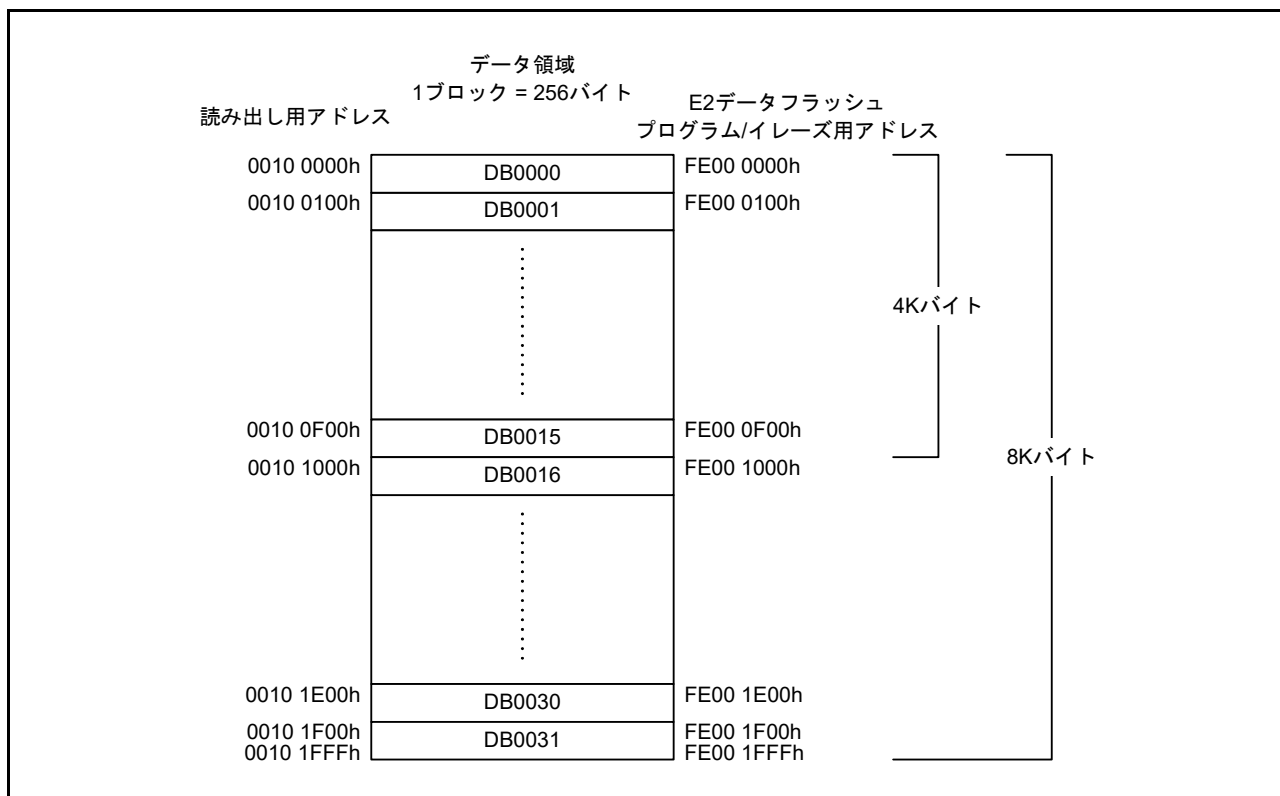 データ領域
1ブロック = 256バイト
読み出し用アドレス
E2データフラッシュ
プログラム/イレーズ用アドレス
0010 0000h
DB0000
FE00 0000h
0010 0100h
DB0001
FE00 0100h
4Kバイト
0010 0F00h
DB0015
FE00 0F00h
0010 1000h
DB0016
FE00 1000h
8Kバイト
0010 1E00h
DB0030
FE00 1E00h
0010 1F00h
DB0031
FE00 1F00h
0010 1FFFh
FE00 1FFFh